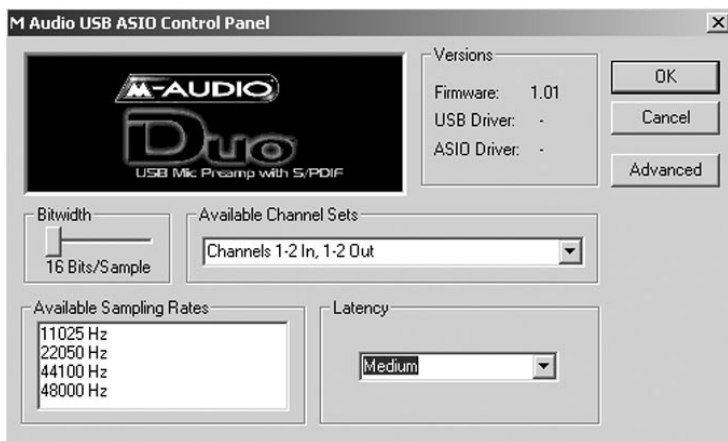 M Audio USB ASIO Control Panel
M-AUDIO
Duo
USB Mic Preamp with S/PDIF
Versions
Firmware: 1.01
USB Driver: -
ASIO Driver: -
OK
Cancel
Advanced
Bitwidth
16 Bits/Sample
Available Channel Sets
Channels 1-2 In, 1-2 Out
Available Sampling Rates
11025 Hz
22050 Hz
44100 Hz
48000 Hz
Latency
Medium